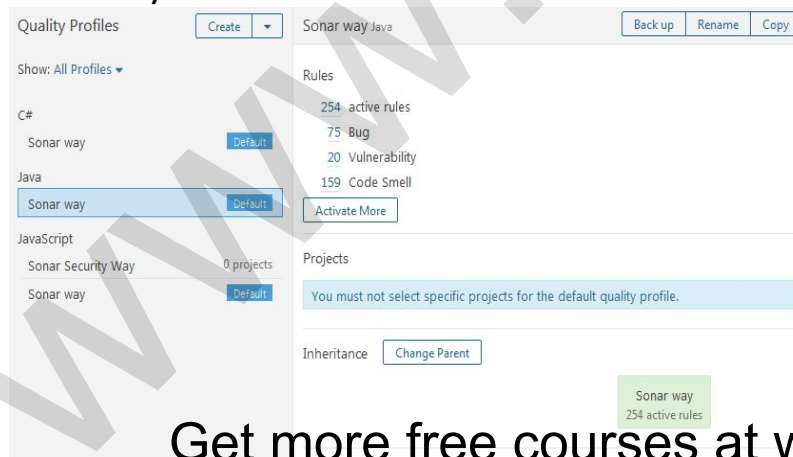 Quality Profiles
Create
Show: All Profiles
C#
Sonar way Default
Java
Sonar way Default
JavaScript
Sonar Security Way 0 projects
Sonar way Default
Sonar way Java
Back up Rename Copy
Rules
254 active rules
75 Bug
20 Vulnerability
159 Code Smell
Activate More
Projects
You must not select specific projects for the default quality profile.
Inheritance Change Parent
Sonar way
254 active rules
Get more free courses at